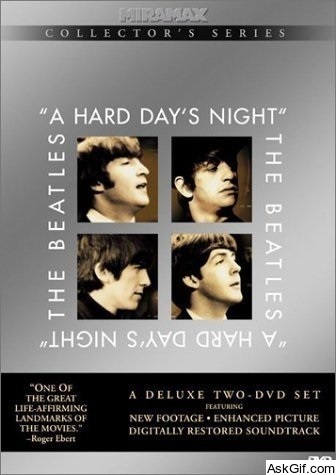 MIRAMAX
COLLECTOR'S SERIES
"A HARD DAY'S NIGHT"
THE BEATLES
THE BEATLES
"A HARD DAY'S NIGHT"
"ONE OF
THE GREAT
LIFE-AFFIRMING
LANDMARKS OF
THE MOVIES."
–Roger Ebert
A DELUXE TWO-DVD SET
FEATURING
NEW FOOTAGE • ENHANCED PICTURE
DIGITALLY RESTORED SOUNDTRACK
DVD
AskGif.com